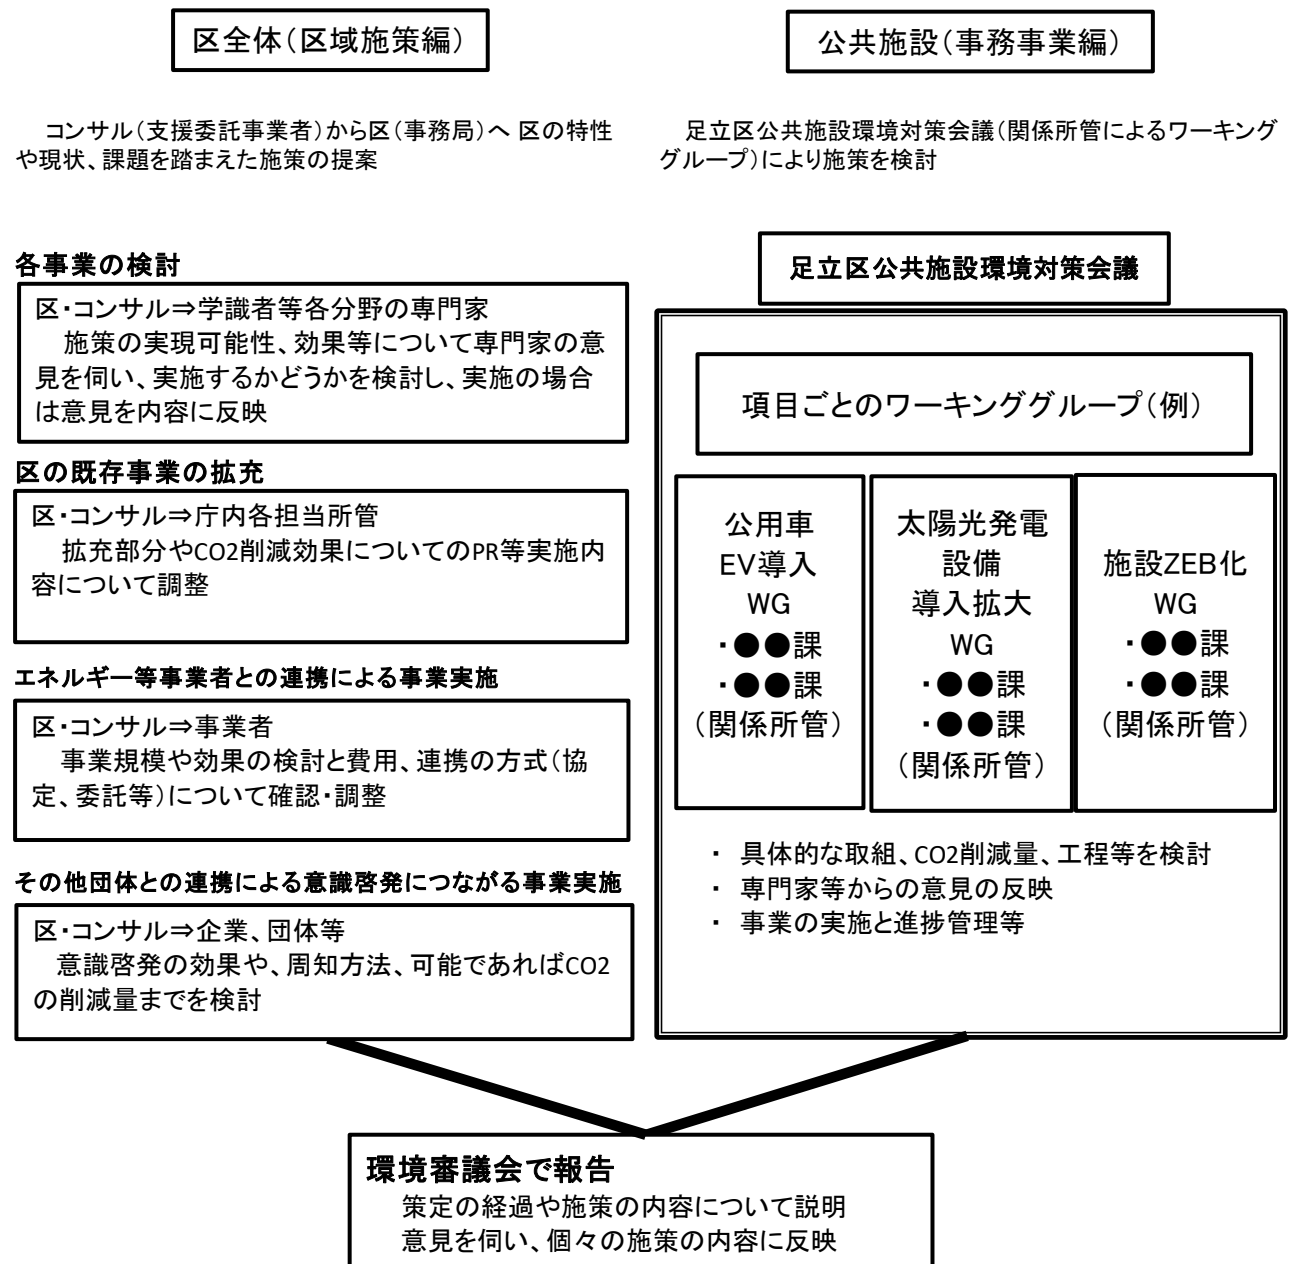 区全体(区域施策編)
コンサル(支援委託事業者)から区(事務局)へ 区の特性
や現状、課題を踏まえた施策の提案
各事業の検討
区・コンサル⇒学識者等各分野の専門家
施策の実現可能性、効果等について専門家の意
見を伺い、実施するかどうかを検討し、実施の場合
は意見を内容に反映
区の既存事業の拡充
区・コンサル⇒庁内各担当所管
拡充部分やCO2削減効果についてのPR等実施内
容について調整
エネルギー等事業者との連携による事業実施
区・コンサル⇒事業者
事業規模や効果の検討と費用、連携の方式(協
定、委託等)について確認・調整
その他団体との連携による意識啓発につながる事業実施
区・コンサル⇒企業、団体等
意識啓発の効果や、周知方法、可能であればCO2
の削減量までを検討
公共施設(事務事業編)
足立区公共施設環境対策会議(関係所管によるワーキング
グループ)により施策を検討
足立区公共施設環境対策会議
項目ごとのワーキンググループ(例)
公用車
EV導入
WG
・●●課
・●●課
(関係所管)
太陽光発電
設備
導入拡大
WG
・●●課
・●●課
(関係所管)
施設ZEB化
WG
・●●課
・●●課
(関係所管)
・ 具体的な取組、CO2削減量、工程等を検討
・ 専門家等からの意見の反映
・ 事業の実施と進捗管理等
環境審議会で報告
策定の経過や施策の内容について説明
意見を伺い、個々の施策の内容に反映